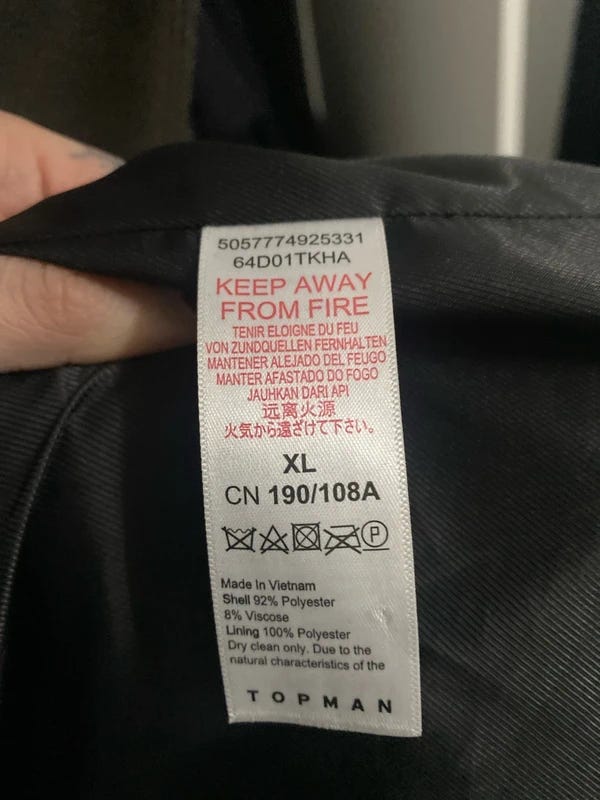 5057774925331
64D01TKHA
KEEP AWAY
FROM FIRE
TENIR ELOIGNE DU FEU
VON ZUNDQUELLEN FERNHALTEN
MANTENER ALEJADO DEL FEUGO
MANTER AFASTADO DO FOGO
JAUHKAN DARI API
远离火源
火気から遠ざけて下さい。
XL
CN 190/108A
P
Made In Vietnam
Shell 92% Polyester
8% Viscose
Lining 100% Polyester
Dry clean only. Due to the
natural characteristics of the
TOPMAN